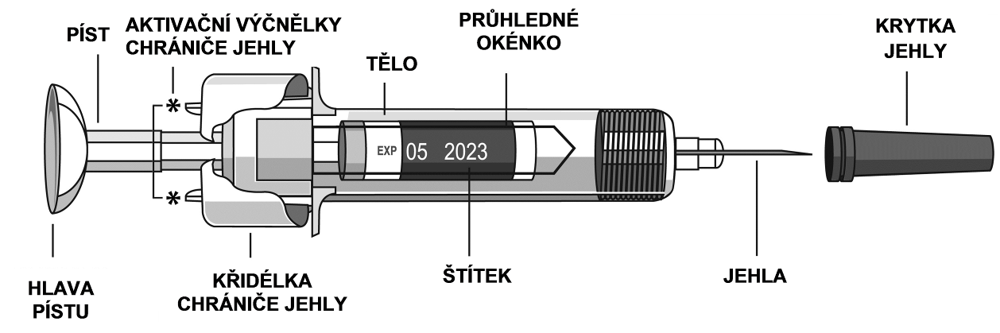 PÍST
AKTIVAČNÍ VÝČNĚLKY
CHRÁNIČE JEHLY
TĚLO
PRŮHLEDNÉ
OKÉNKO
KRYTKA
JEHLY
*
*
EXP 05 2023
HLAVA
PÍSTU
KŘIDÉLKA
CHRÁNIČE JEHLY
ŠTÍTEK
JEHLA